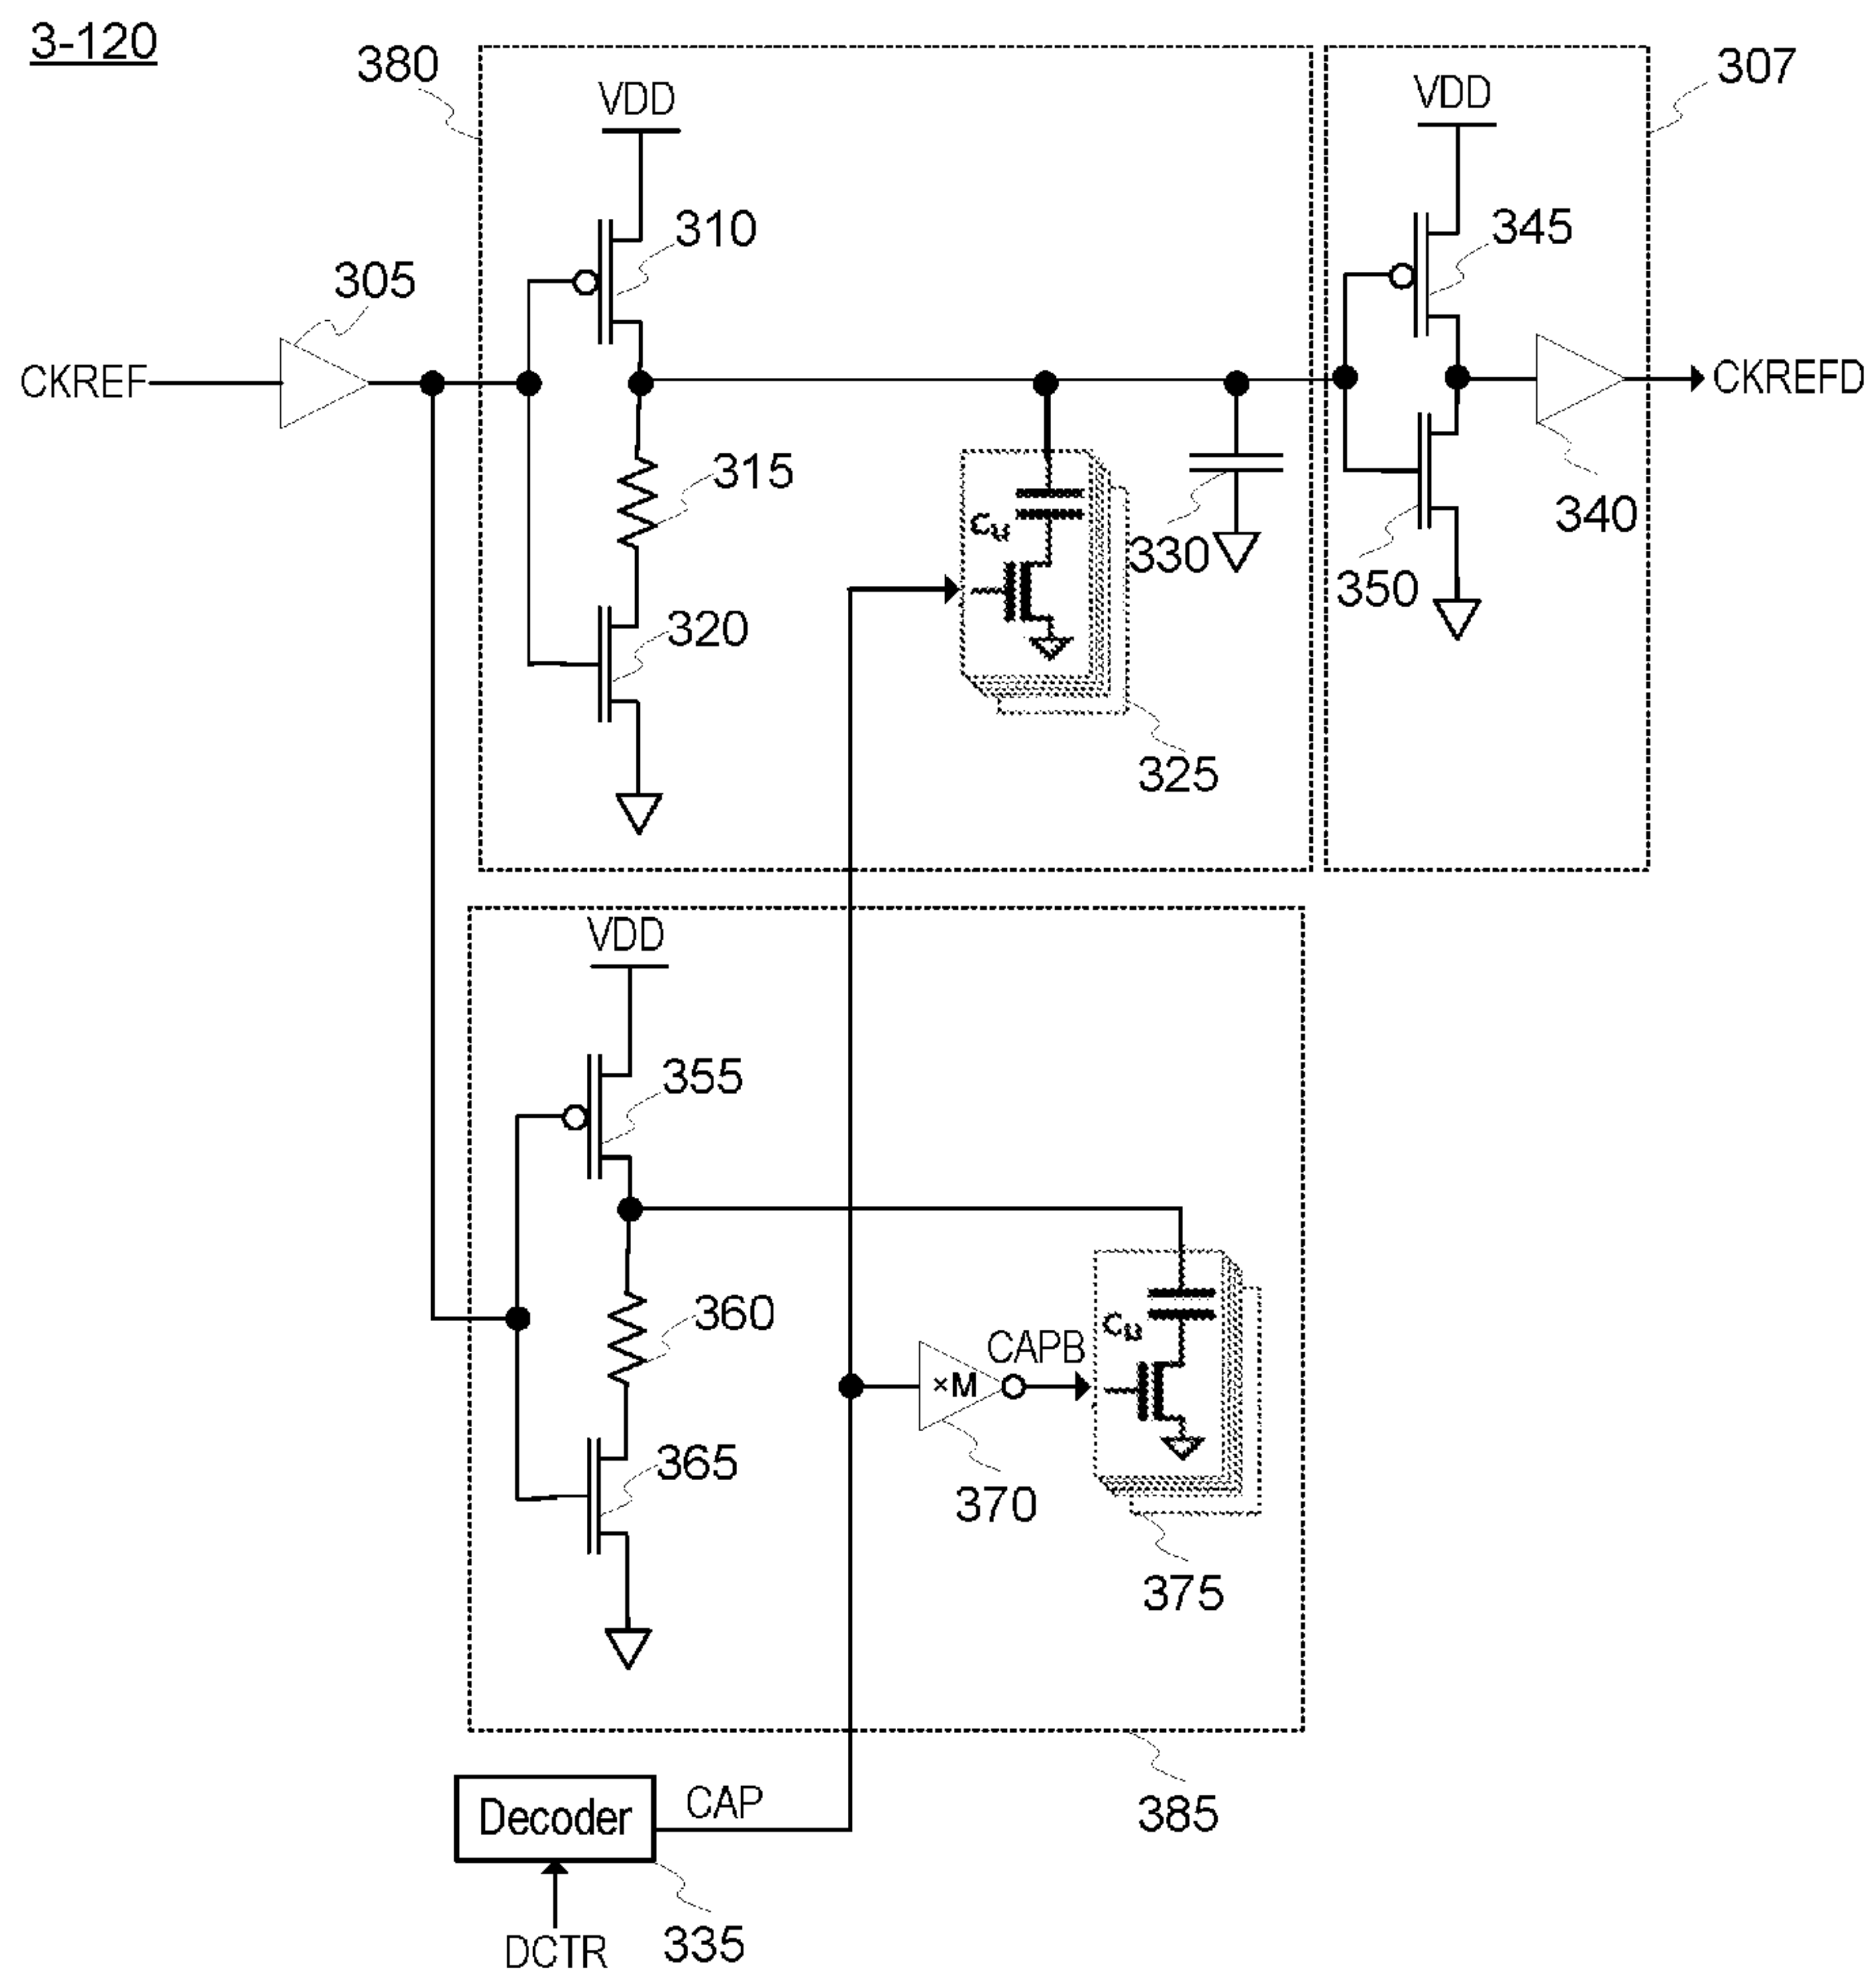 3-120
380
VDD
VDD
307
310
345
305
CKREF
CKREFD
315
Cu
330
340
350
320
325
VDD
355
360
CAPB
Cu
×M
365
370
375
CAP
Decoder
385
335
DCTR